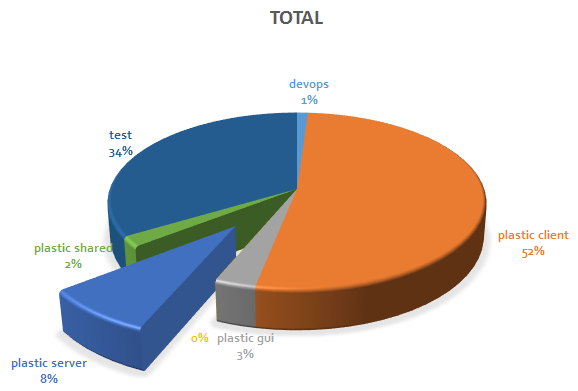 TOTAL
devops
1%
test
34%
plastic client
52%
plastic shared
2%
0% plastic gui
3%
plastic server
8%